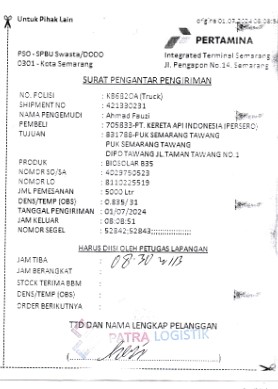 Untuk Pihak Lain
PERTAMINA
PSO - SPBU Swasta/DODO
0301 - Kota Semarang
Integrated Terminal Semarang
Jl. Pengapon No.14, Semarang
SURAT PENGANTAR PENGIRIMAN
NO. POLISI : K8682OA (Truck)
SHIPMENT NO : 421330231
NAMA PENGEMUDI : Ahmad Fauzi
PEMBELI : 705833-PT. KERETA API INDONESIA (PERSERO)
TUJUAN : 831786-PUK SEMARANG TAWANG
PUK SEMARANG TAWANG
DIPO TAWANG JL.TAMAN TAWANG NO.1
PRODUK : BIOSOLAR B35
NOMOR SO/SA : 4029750523
NOMOR LO : 8110225519
JML PEMESANAN : 5000 Ltr
DENS/TEMP (OBS) : 0.835/31
TANGGAL PENGIRIMAN : 01/07/2024
JAM KELUAR : 08:08:51
NOMOR SEGEL : 52842;52843;;;;;;;;;;;;;;
HARUS DIISI OLEH PETUGAS LAPANGAN
JAM TIBA : 08.30
JAM BERANGKAT :
STOCK TERIMA BBM :
DENS/TEMP (OBS) :
ORDER BERIKUTNYA :
TTD DAN NAMA LENGKAP PELANGGAN
PATRA LOGISTIK